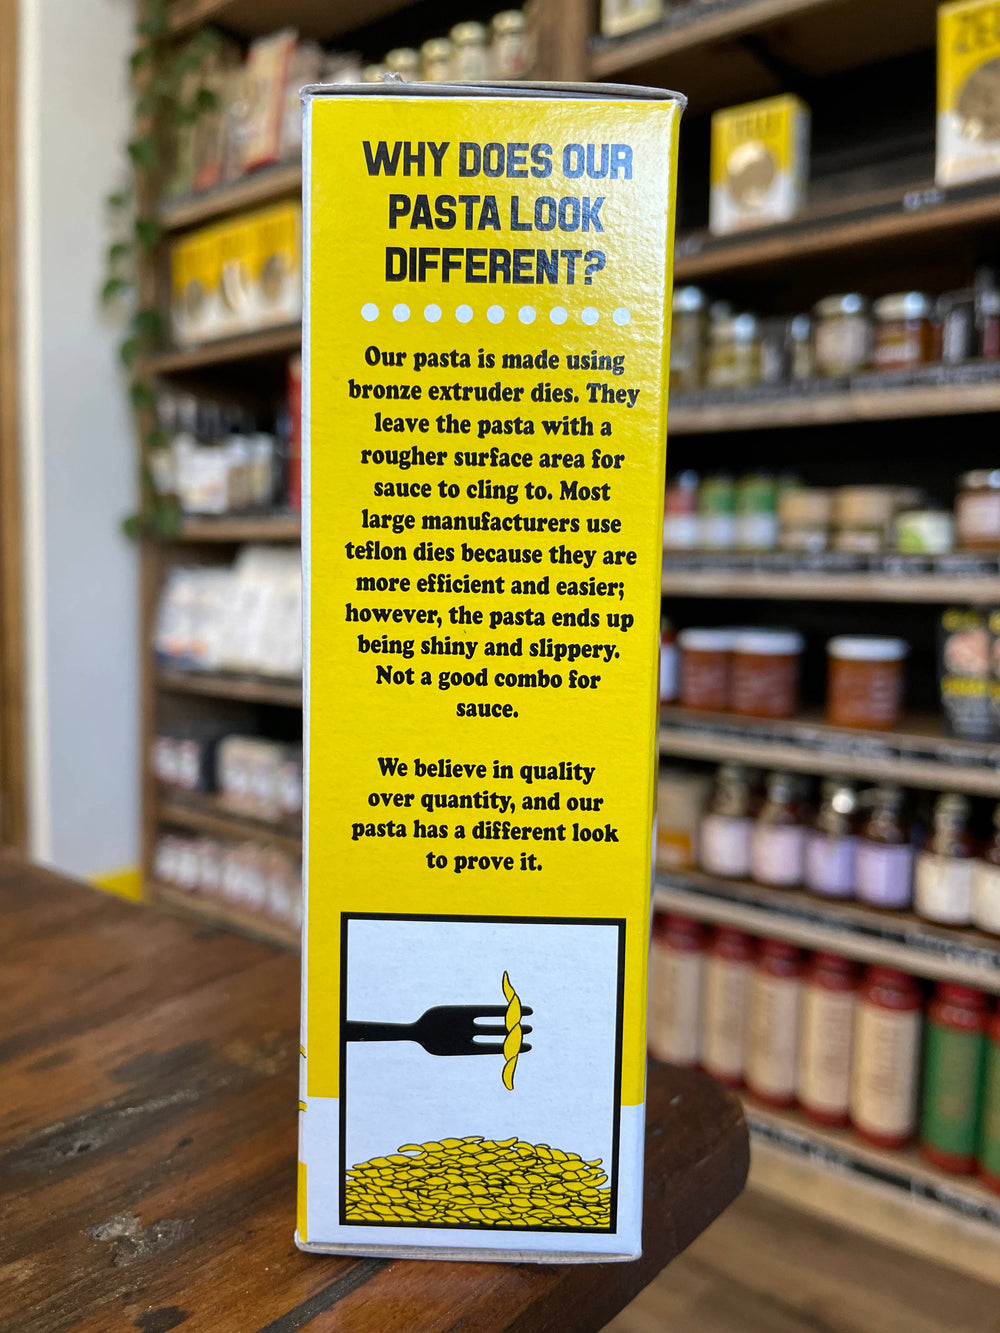 WHY DOES OUR
PASTA LOOK
DIFFERENT?
Our pasta is made using
bronze extruder dies. They
leave the pasta with a
rougher surface area for
sauce to cling to. Most
large manufacturers use
teflon dies because they are
more efficient and easier;
however, the pasta ends up
being shiny and slippery.
Not a good combo for
sauce.
We believe in quality
over quantity, and our
pasta has a different look
to prove it.